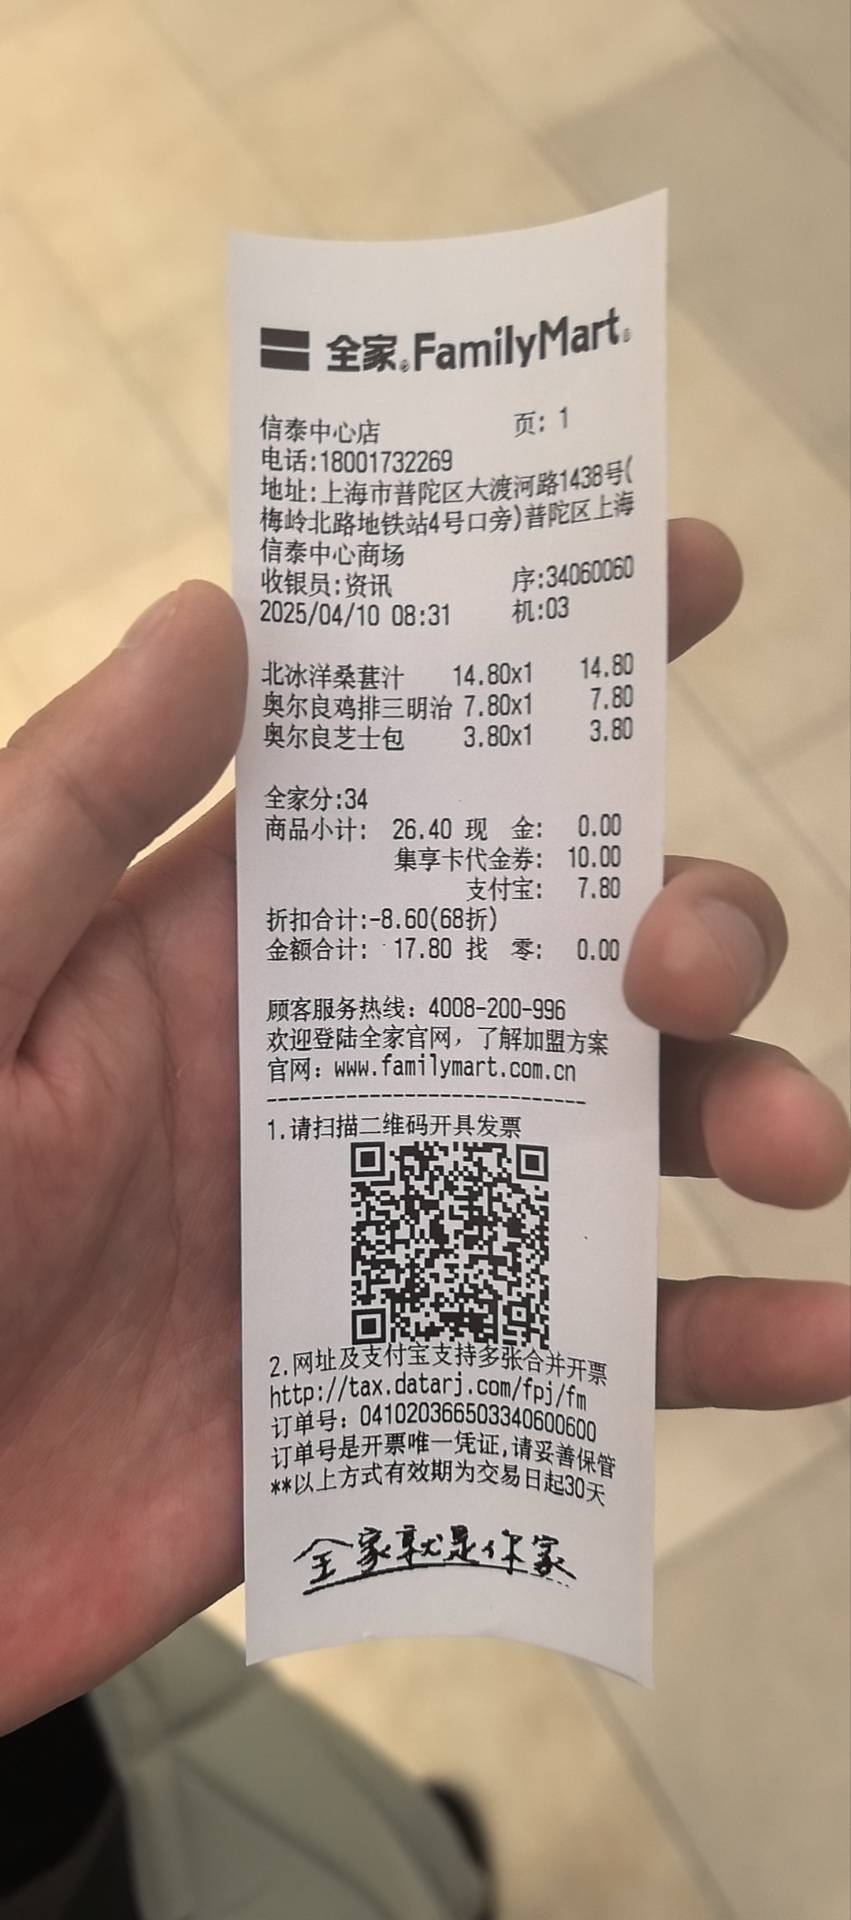 全家 FamilyMart
信泰中心店 页: 1
电话:18001732269
地址:上海市普陀区大渡河路1438号(
梅岭北路地铁站4号口旁)普陀区上海
信泰中心商场
收银员:资讯 序:34060060
2025/04/10 08:31 机:03
北冰洋桑葚汁 14.80x1 14.80
奥尔良鸡排三明治 7.80x1 7.80
奥尔良芝士包 3.80x1 3.80
全家分:34
商品小计: 26.40 现 金: 0.00
集享卡代金券: 10.00
支付宝: 7.80
折扣合计:-8.60(68折)
金额合计: 17.80 找 零: 0.00
顾客服务热线: 4008-200-996
欢迎登陆全家官网，了解加盟方案
官网: www.familymart.com.cn
----------------------------
1.请扫描二维码开具发票
2.网址及支付宝支持多张合并开票
http://tax.datarj.com/fpj/fm
订单号: 0410203665033406006​00
订单号是开票唯一凭证,请妥善保管
**以上方式有效期为交易日起30天
全家就是你家